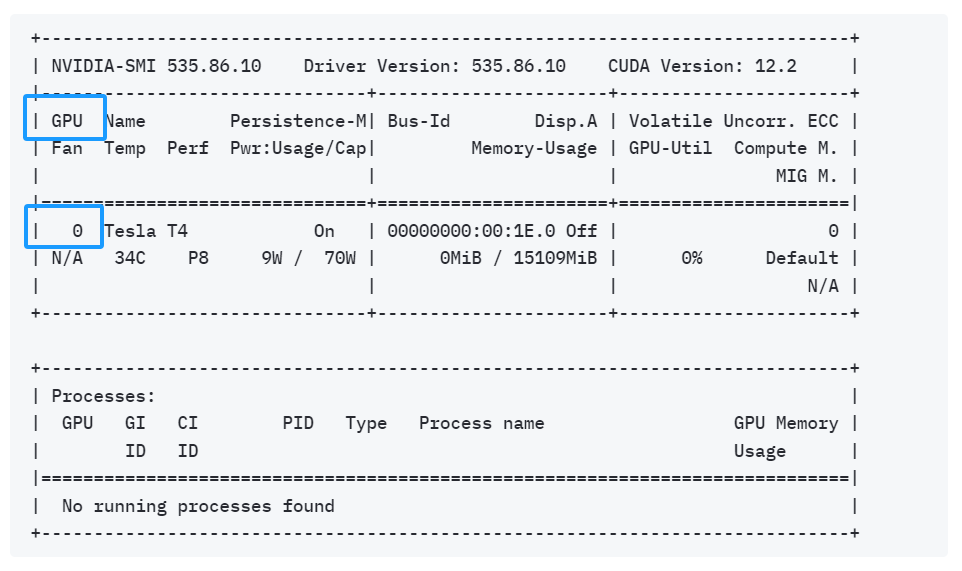 +-----------------------------------------------------------------------------+
| NVIDIA-SMI 535.86.10    Driver Version: 535.86.10    CUDA Version: 12.2     |
|-------------------------------+----------------------+----------------------+
| GPU  Name        Persistence-M| Bus-Id        Disp.A | Volatile Uncorr. ECC |
| Fan  Temp  Perf  Pwr:Usage/Cap|         Memory-Usage | GPU-Util  Compute M. |
|                               |                      |               MIG M. |
|===============================+======================+======================|
|   0  Tesla T4            On   | 00000000:00:1E.0 Off |                    0 |
| N/A   34C    P8     9W /  70W |      0MiB / 15109MiB |      0%      Default |
|                               |                      |                  N/A |
+-------------------------------+----------------------+----------------------+
+-----------------------------------------------------------------------------+
| Processes:                                                                  |
|  GPU   GI   CI        PID   Type   Process name                  GPU Memory |
|        ID   ID                                                   Usage      |
|=============================================================================|
|  No running processes found                                                 |
+-----------------------------------------------------------------------------+